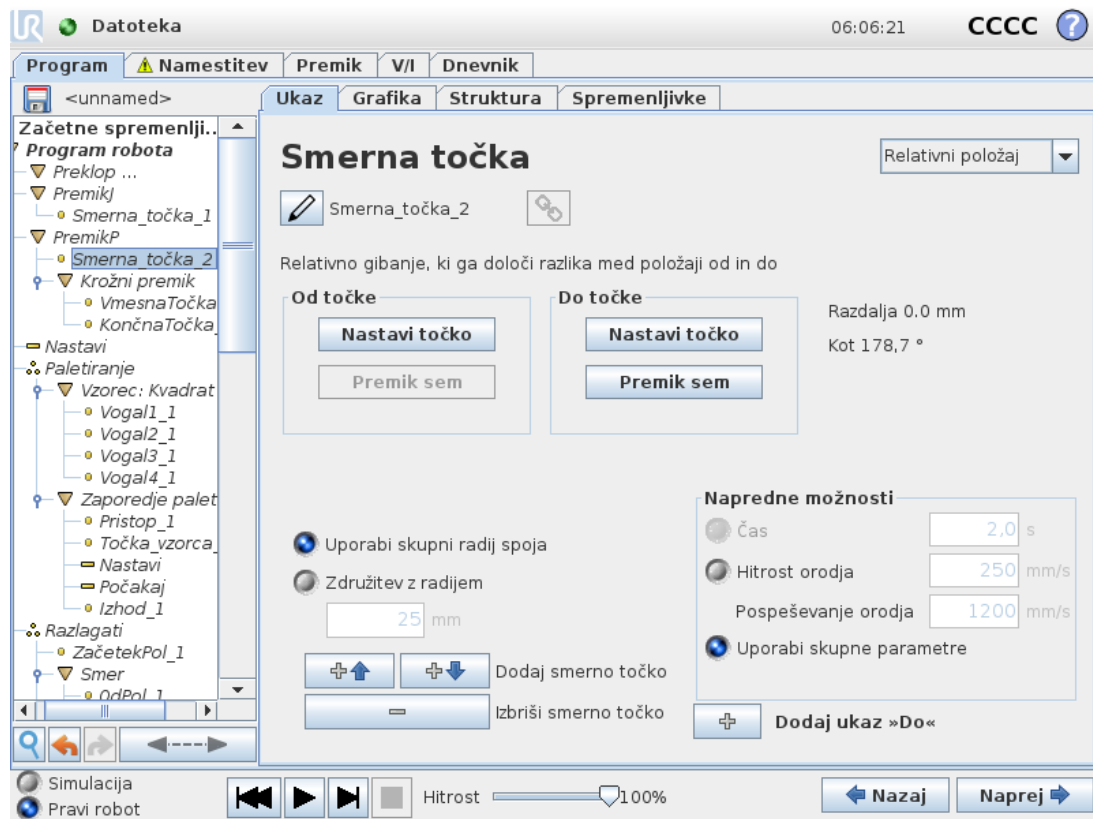 UR Datoteka 06:06:21 CCCC ?
Program Namestitev Premik V/I Dnevnik
<unnamed>
Ukaz Grafika Struktura Spremenljivke
Začetne spremenlji..
Program robota
Preklop ...
PremikJ
Smerna_točka_1
PremikP
Smerna_točka_2
Krožni premik
VmesnaTočka
KončnaTočka_
Nastavi
Paletiranje
Vzorec: Kvadrat
Vogal1_1
Vogal2_1
Vogal3_1
Vogal4_1
Zaporedje palet
Pristop_1
Točka_vzorca_
Nastavi
Počakaj
Izhod_1
Razlagati
ZačetekPol_1
Smer
OdPol_1
Smerna točka
Relativni položaj
Smerna_točka_2
Relativno gibanje, ki ga določi razlika med položaji od in do
Od točke
Nastavi točko
Premik sem
Do točke
Nastavi točko
Premik sem
Razdalja 0.0 mm
Kot 178,7 °
Uporabi skupni radij spoja
Združitev z radijem
25 mm
Dodaj smerno točko
Izbriši smerno točko
Napredne možnosti
Čas 2,0 s
Hitrost orodja 250 mm/s
Pospeševanje orodja 1200 mm/s
Uporabi skupne parametre
Dodaj ukaz »Do«
Simulacija
Pravi robot
Hitrost 100%
Nazaj Naprej